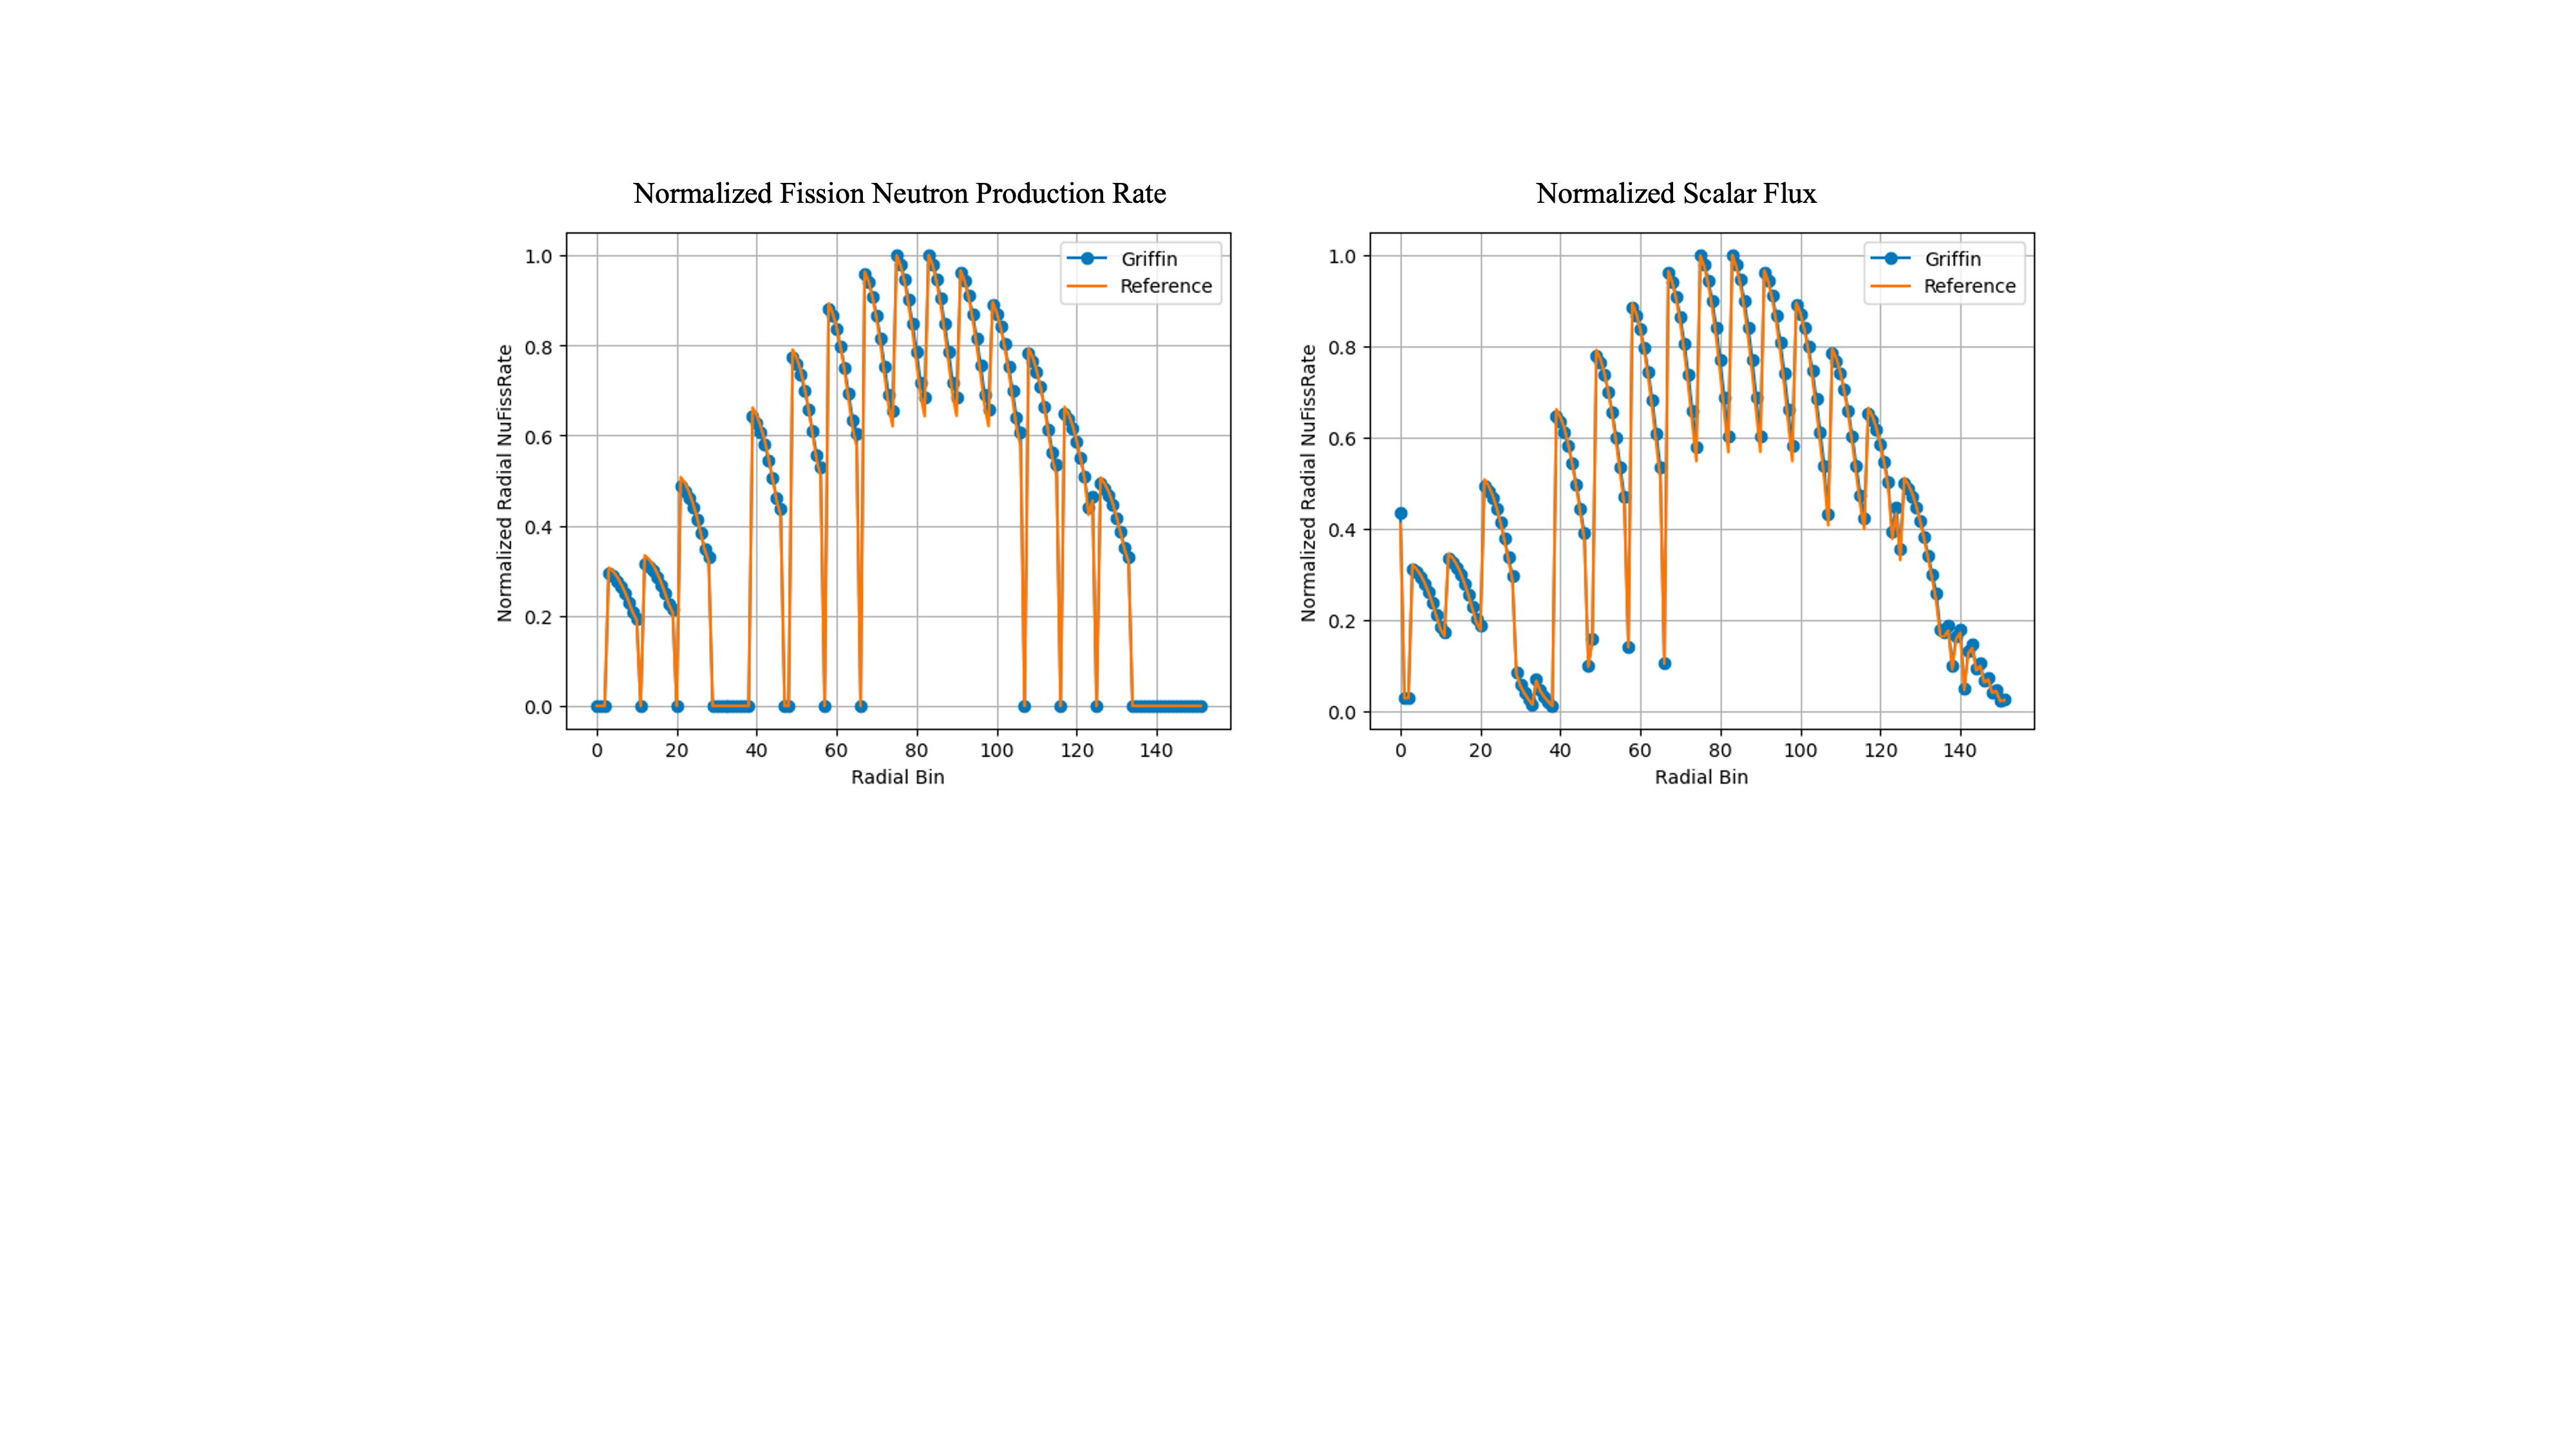 Normalized Fission Neutron Production Rate
Normalized Radial NuFissRate
1.0
0.8
0.6
0.4
0.2
0.0
Griffin
Reference
0 20 40 60 80 100 120 140
Radial Bin
Normalized Scalar Flux
Normalized Radial NuFissRate
1.0
0.8
0.6
0.4
0.2
0.0
Griffin
Reference
0 20 40 60 80 100 120 140
Radial Bin